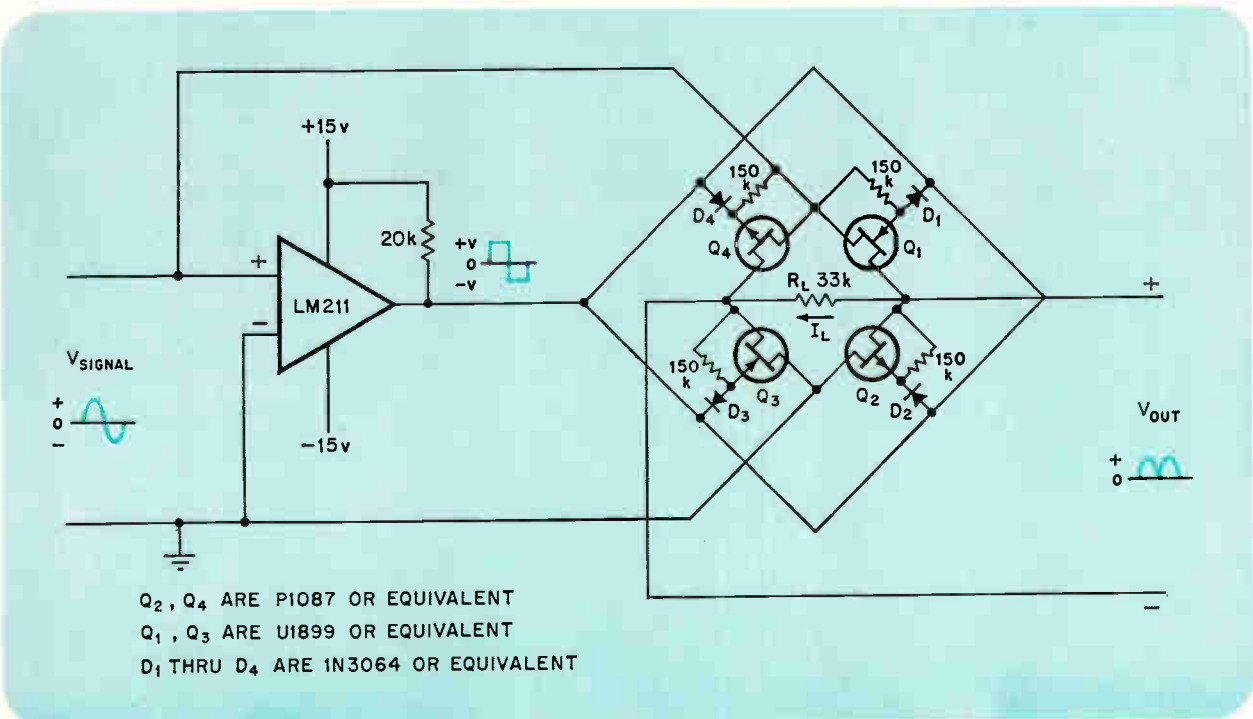 +15v
20k
+v
0
-v
+
LM211
-
-15v
VSIGNAL
+
0
-
150
k
D4
Q4
150
k
D1
Q1
RL 33k
IL
150
k
D3
Q3
150
k
D2
Q2
+
VOUT
+
0
-
Q2, Q4 ARE P1087 OR EQUIVALENT
Q1, Q3 ARE U1899 OR EQUIVALENT
D1 THRU D4 ARE 1N3064 OR EQUIVALENT